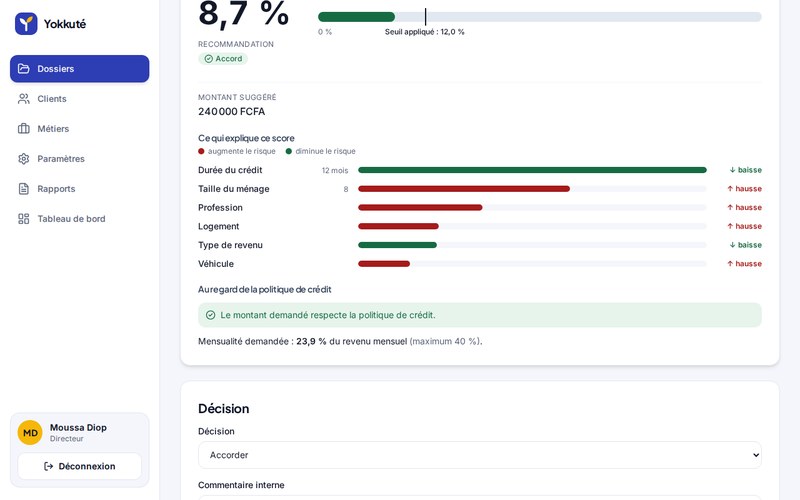 Yokkuté
Dossiers
Clients
Métiers
Paramètres
Rapports
Tableau de bord
MD
Moussa Diop
Directeur
Déconnexion
8,7 %
0 %
Seuil appliqué : 12,0 %
RECOMMANDATION
Accord
MONTANT SUGGÉRÉ
240 000 FCFA
Ce qui explique ce score
augmente le risque
diminue le risque
Durée du crédit 12 mois ↓ baisse
Taille du ménage 8 ↑ hausse
Profession ↑ hausse
Logement ↑ hausse
Type de revenu ↓ baisse
Véhicule ↑ hausse
Au regard de la politique de crédit
Le montant demandé respecte la politique de crédit.
Mensualité demandée : 23,9 % du revenu mensuel (maximum 40 %).
Décision
Décision
Accorder
Commentaire interne